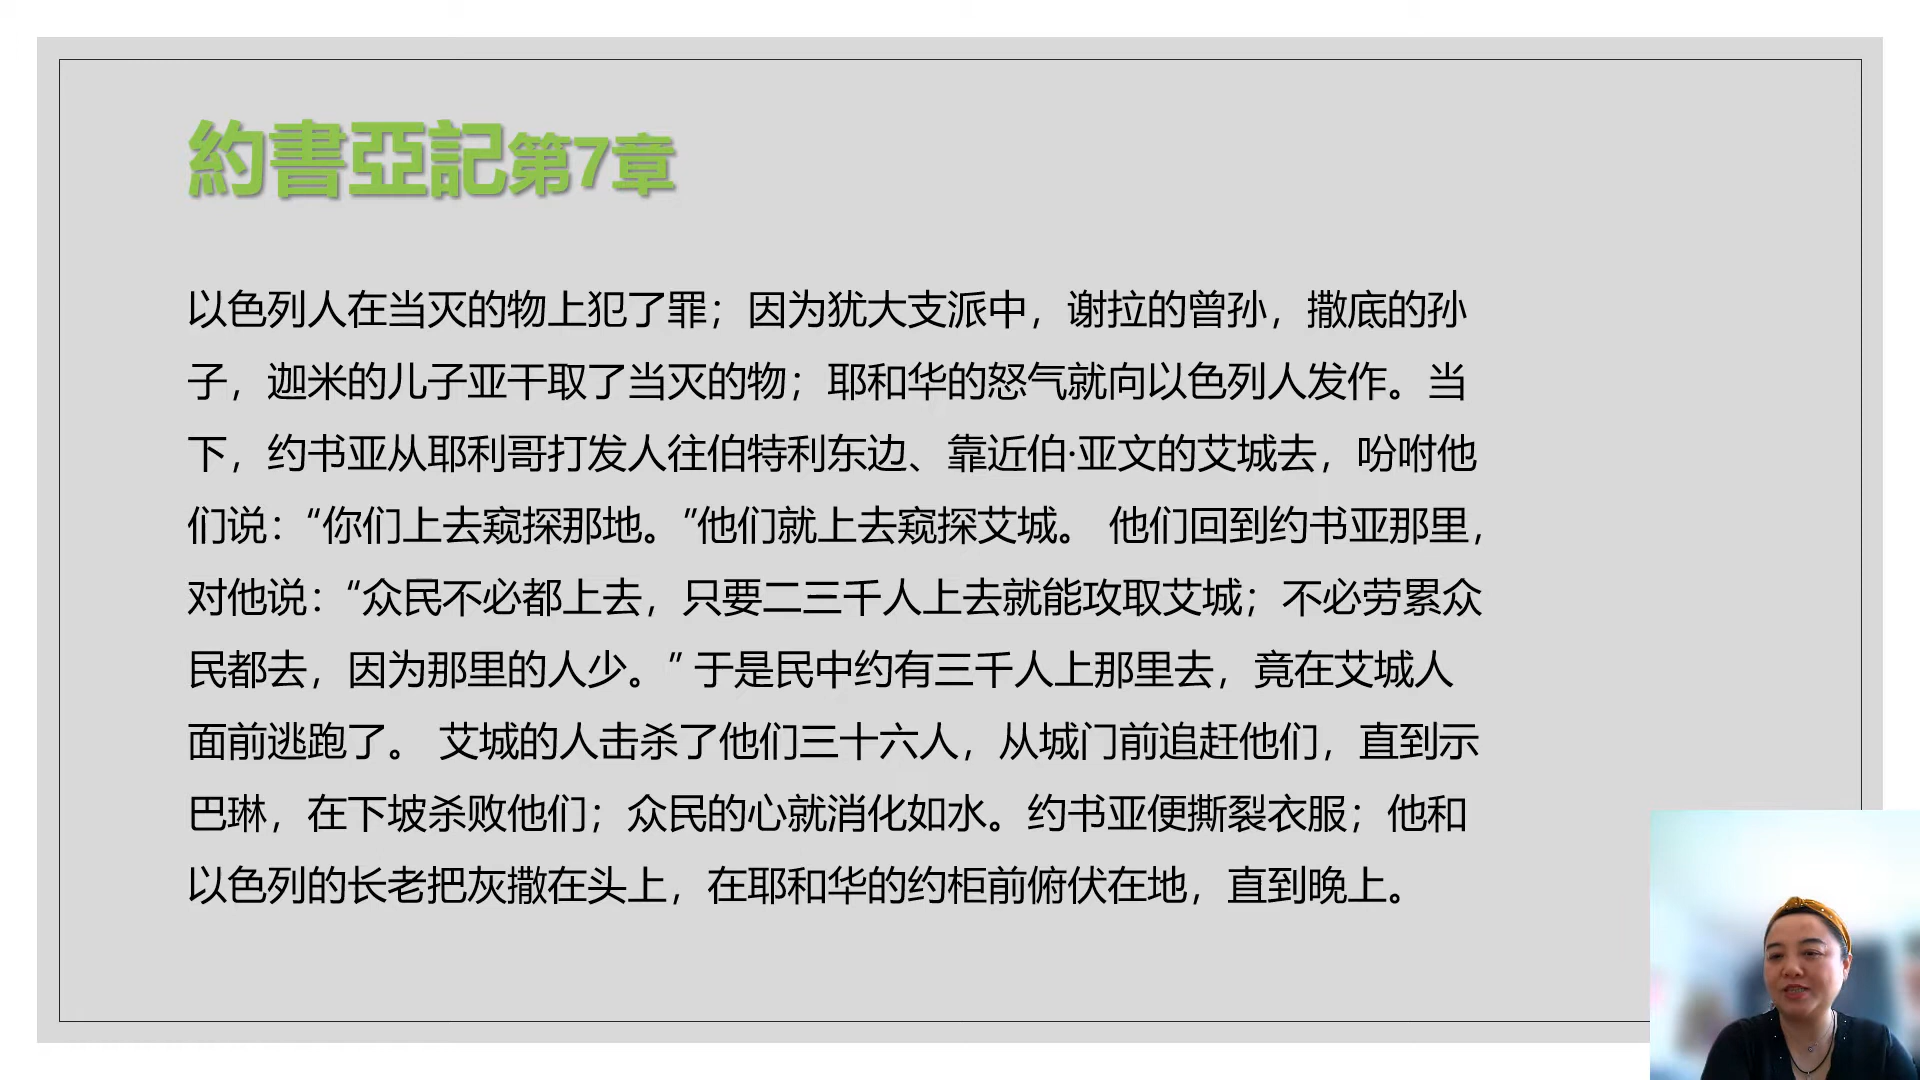 約書亞記第7章
以色列人在当灭的物上犯了罪；因为犹大支派中，谢拉的曾孙，撒底的孙
子，迦米的儿子亚干取了当灭的物；耶和华的怒气就向以色列人发作。当
下，约书亚从耶利哥打发人往伯特利东边、靠近伯·亚文的艾城去，吩咐他
们说：“你们上去窥探那地。”他们就上去窥探艾城。 他们回到约书亚那里，
对他说：“众民不必都上去，只要二三千人上去就能攻取艾城；不必劳累众
民都去，因为那里的人少。” 于是民中约有三千人上那里去，竟在艾城人
面前逃跑了。 艾城的人击杀了他们三十六人，从城门前追赶他们，直到示
巴琳，在下坡杀败他们；众民的心就消化如水。约书亚便撕裂衣服；他和
以色列的长老把灰撒在头上，在耶和华的约柜前俯伏在地，直到晚上。